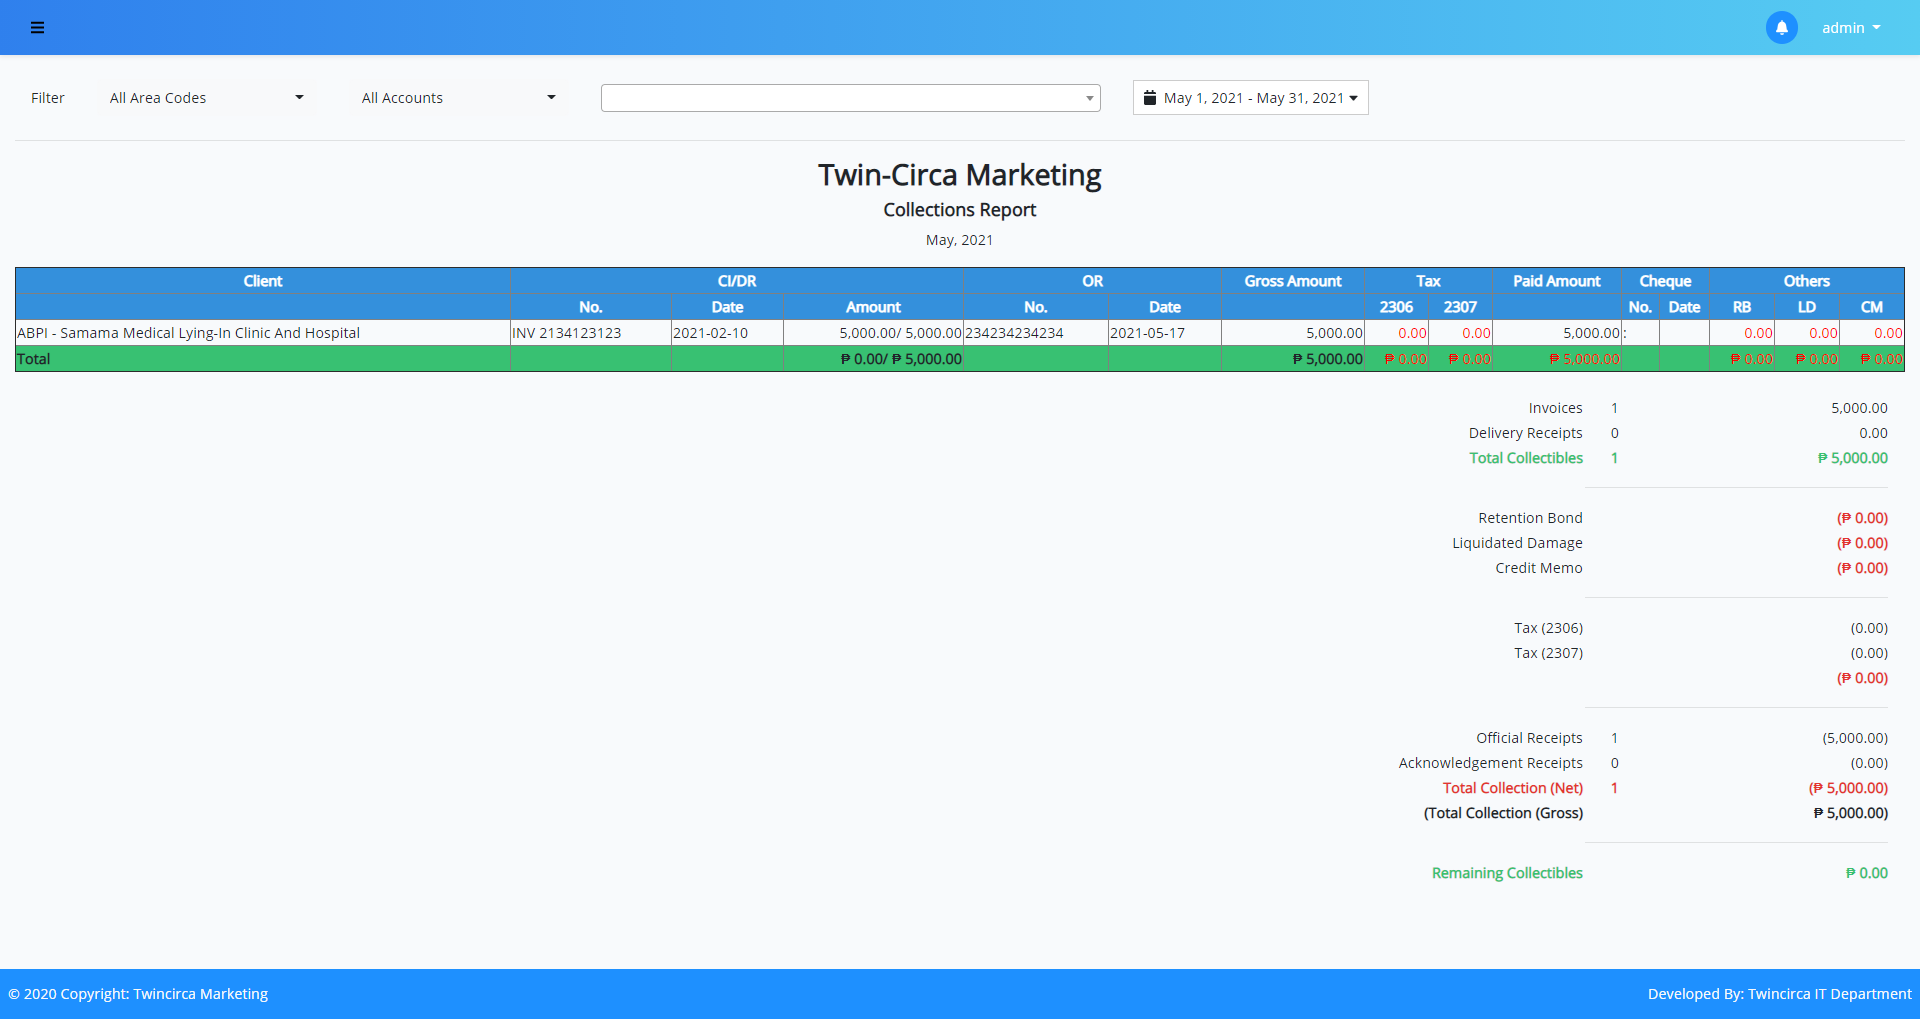 admin
Filter All Area Codes All Accounts May 1, 2021 - May 31, 2021
Twin-Circa Marketing
Collections Report
May, 2021
Client CI/DR OR Gross Amount Tax Paid Amount Cheque Others
No. Date Amount No. Date 2306 2307 No. Date RB LD CM
ABPI - Samama Medical Lying-In Clinic And Hospital INV 2134123123 2021-02-10 5,000.00/ 5,000.00 234234234234 2021-05-17 5,000.00 0.00 0.00 5,000.00 : 0.00 0.00 0.00
Total ₱ 0.00/ ₱ 5,000.00 ₱ 5,000.00 ₱ 0.00 ₱ 0.00 ₱ 5,000.00 ₱ 0.00 ₱ 0.00 ₱ 0.00
Invoices 1 5,000.00
Delivery Receipts 0 0.00
Total Collectibles 1 ₱ 5,000.00
Retention Bond (₱ 0.00)
Liquidated Damage (₱ 0.00)
Credit Memo (₱ 0.00)
Tax (2306) (0.00)
Tax (2307) (0.00)
(₱ 0.00)
Official Receipts 1 (5,000.00)
Acknowledgement Receipts 0 (0.00)
Total Collection (Net) 1 (₱ 5,000.00)
(Total Collection (Gross) ₱ 5,000.00)
Remaining Collectibles ₱ 0.00
© 2020 Copyright: Twincirca Marketing Developed By: Twincirca IT Department